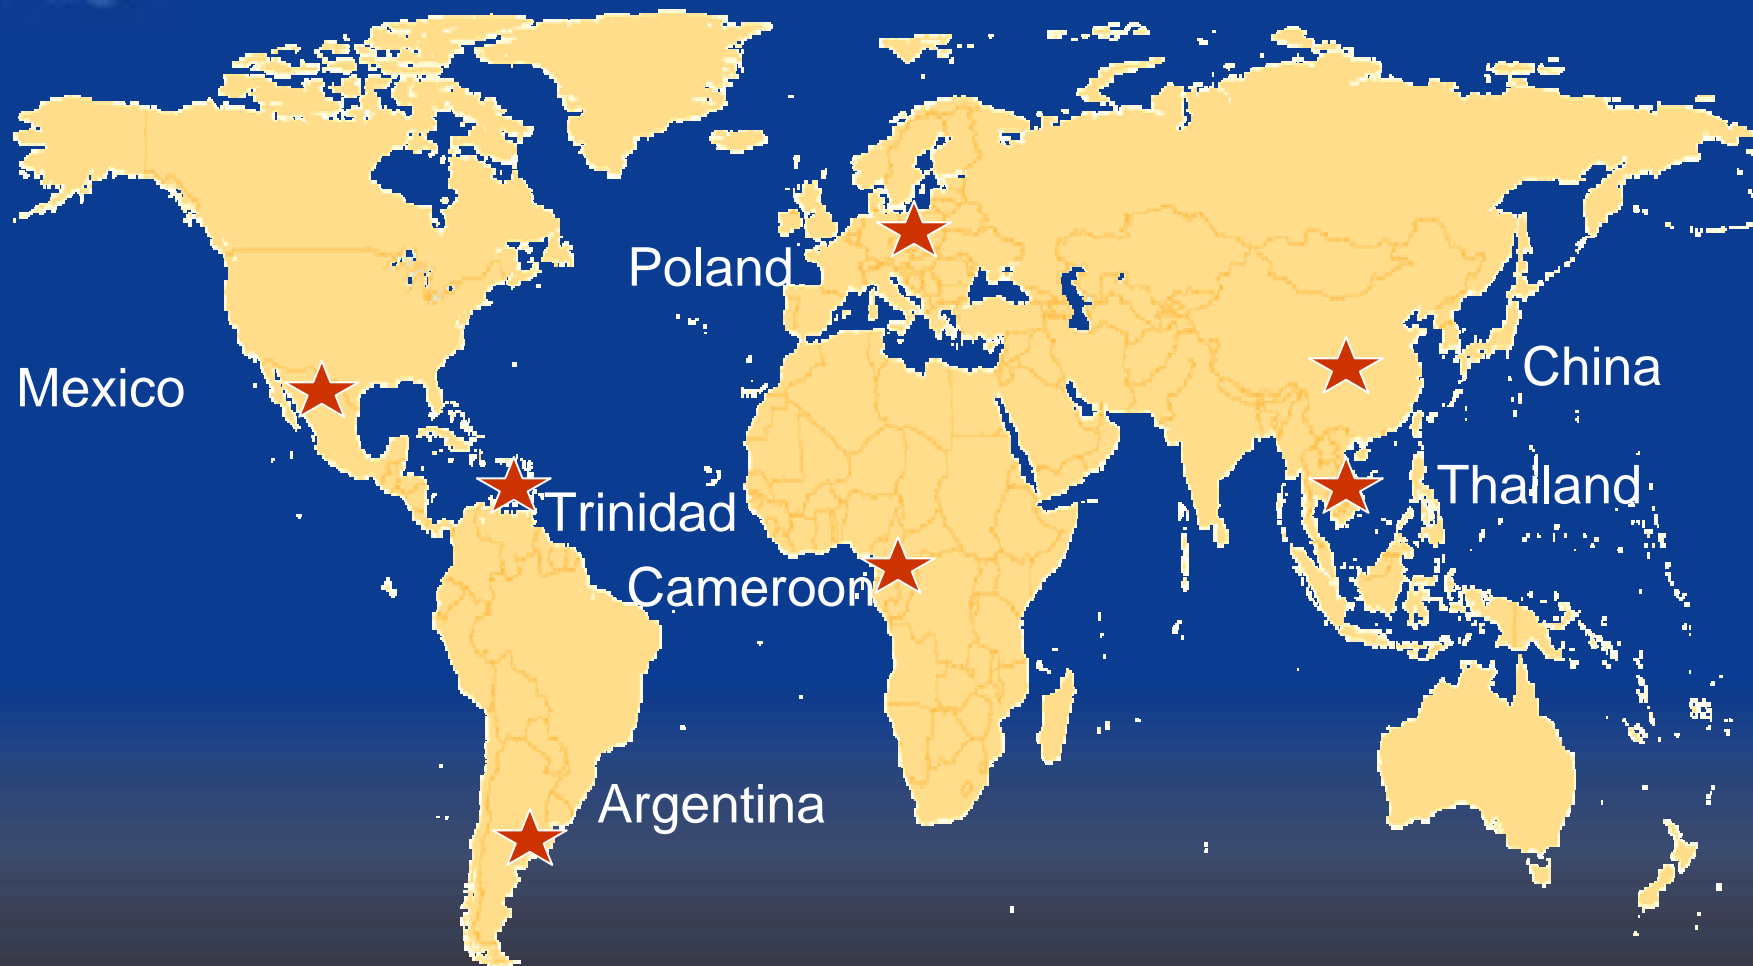 Poland
Mexico
China
Trinidad
Thailand
Cameroon
Argentina